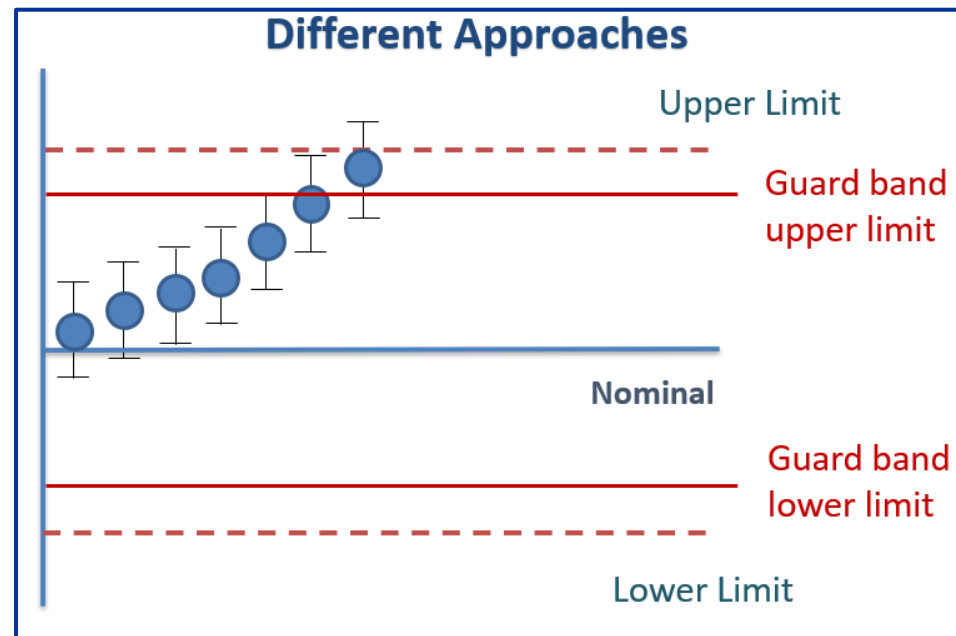 Different Approaches
Upper Limit
Guard band
upper limit
Nominal
Guard band
lower limit
Lower Limit